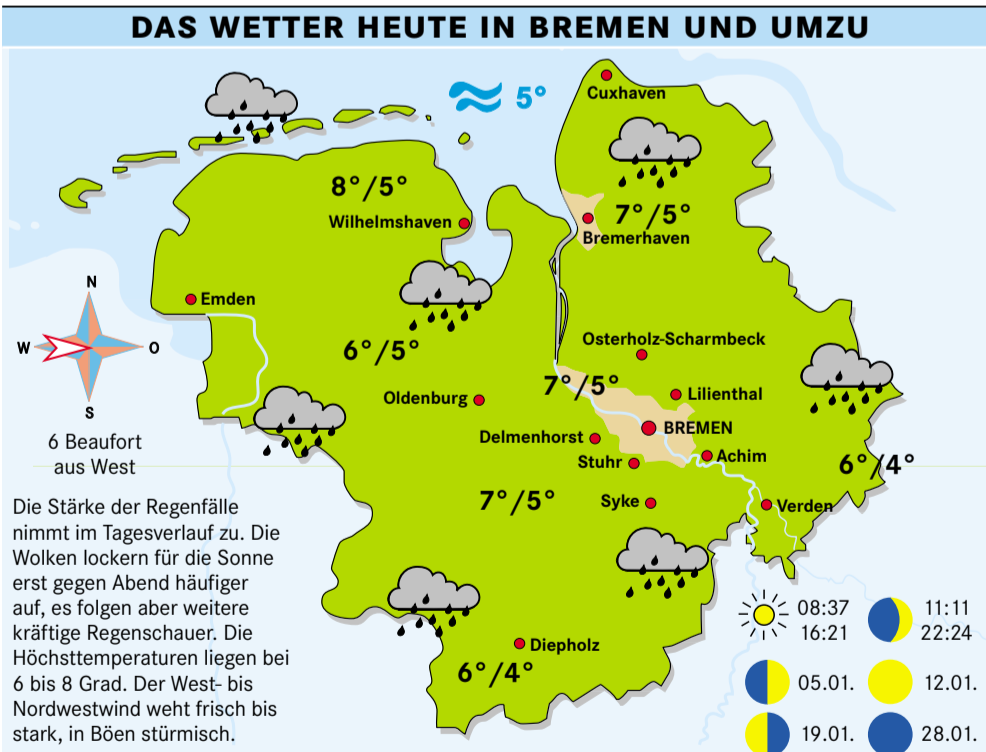 DAS WETTER HEUTE IN BREMEN UND UMZU
5°
Cuxhaven
8°/5°
Wilhelmshaven
7°/5°
Bremerhaven
N
W
O
S
Emden
6°/5°
Osterholz-Scharmbeck
7°/5°
Lilienthal
Oldenburg
BREMEN
Delmenhorst
Achim
Stuhr
6°/4°
7°/5°
Syke
Verden
Diepholz
6°/4°
6 Beaufort
aus West
Die Stärke der Regenfälle
nimmt im Tagesverlauf zu. Die
Wolken lockern für die Sonne
erst gegen Abend häufiger
auf, es folgen aber weitere
kräftige Regenschauer. Die
Höchsttemperaturen liegen bei
6 bis 8 Grad. Der West- bis
Nordwestwind weht frisch bis
stark, in Böen stürmisch.
08:37
16:21
11:11
22:24
05.01.
12.01.
19.01.
28.01.